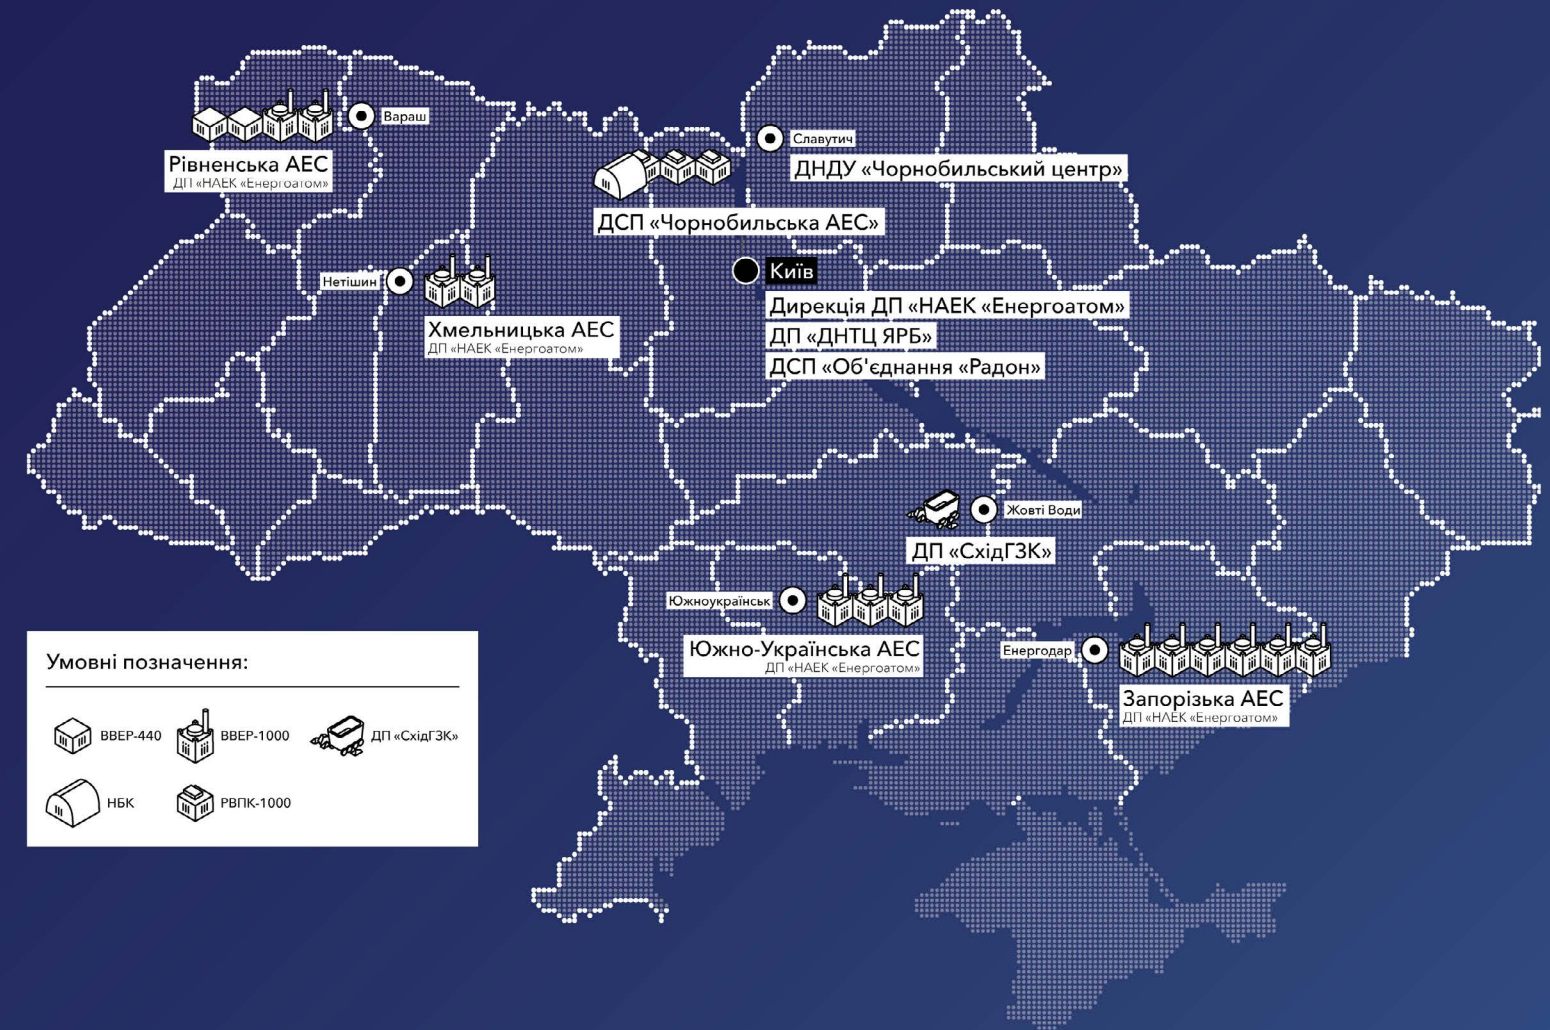 Вараш
Рівненська АЕС
ДП «НАЕК «Енергоатом»
Славутич
ДНДУ «Чорнобильський центр»
ДСП «Чорнобильська АЕС»
Київ
Дирекція ДП «НАЕК «Енергоатом»
ДП «ДНТЦ ЯРБ»
ДСП «Об'єднання «Радон»
Нетішин
Хмельницька АЕС
ДП «НАЕК «Енергоатом»
Жовті Води
ДП «СхідГЗК»
Южноукраїнськ
Южно-Українська АЕС
ДП «НАЕК «Енергоатом»
Енергодар
Запорізька АЕС
ДП «НАЕК «Енергоатом»
Умовні позначення:
ВВЕР-440
ВВЕР-1000
ДП «СхідГЗК»
НБК
РВПК-1000